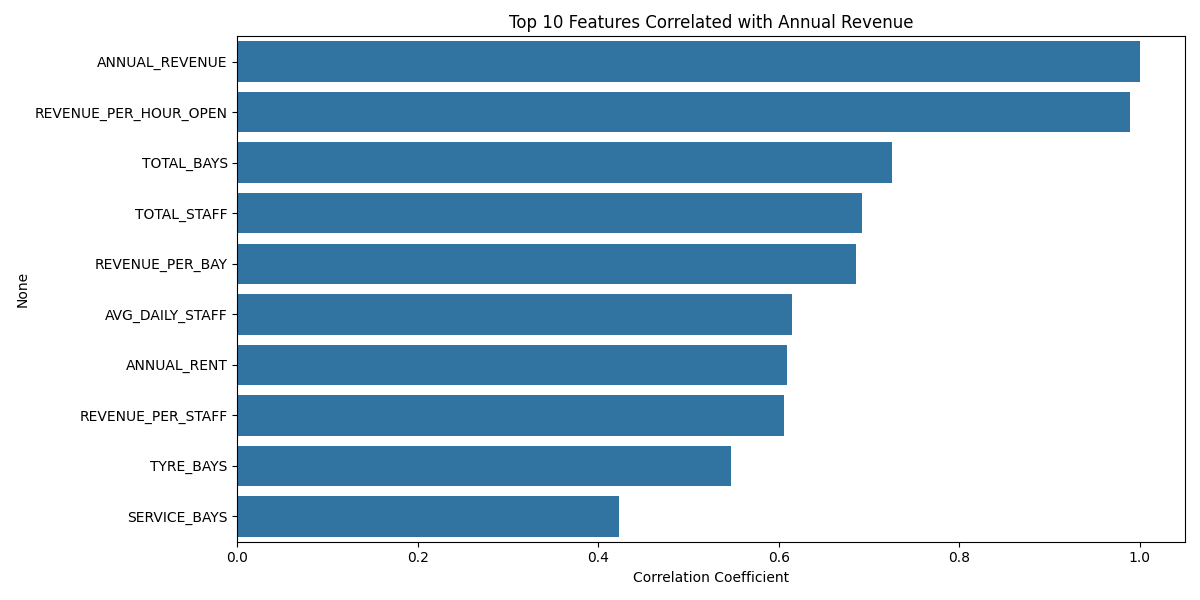 Top 10 Features Correlated with Annual Revenue
None
ANNUAL_REVENUE
REVENUE_PER_HOUR_OPEN
TOTAL_BAYS
TOTAL_STAFF
REVENUE_PER_BAY
AVG_DAILY_STAFF
ANNUAL_RENT
REVENUE_PER_STAFF
TYRE_BAYS
SERVICE_BAYS
0.0 0.2 0.4 0.6 0.8 1.0
Correlation Coefficient